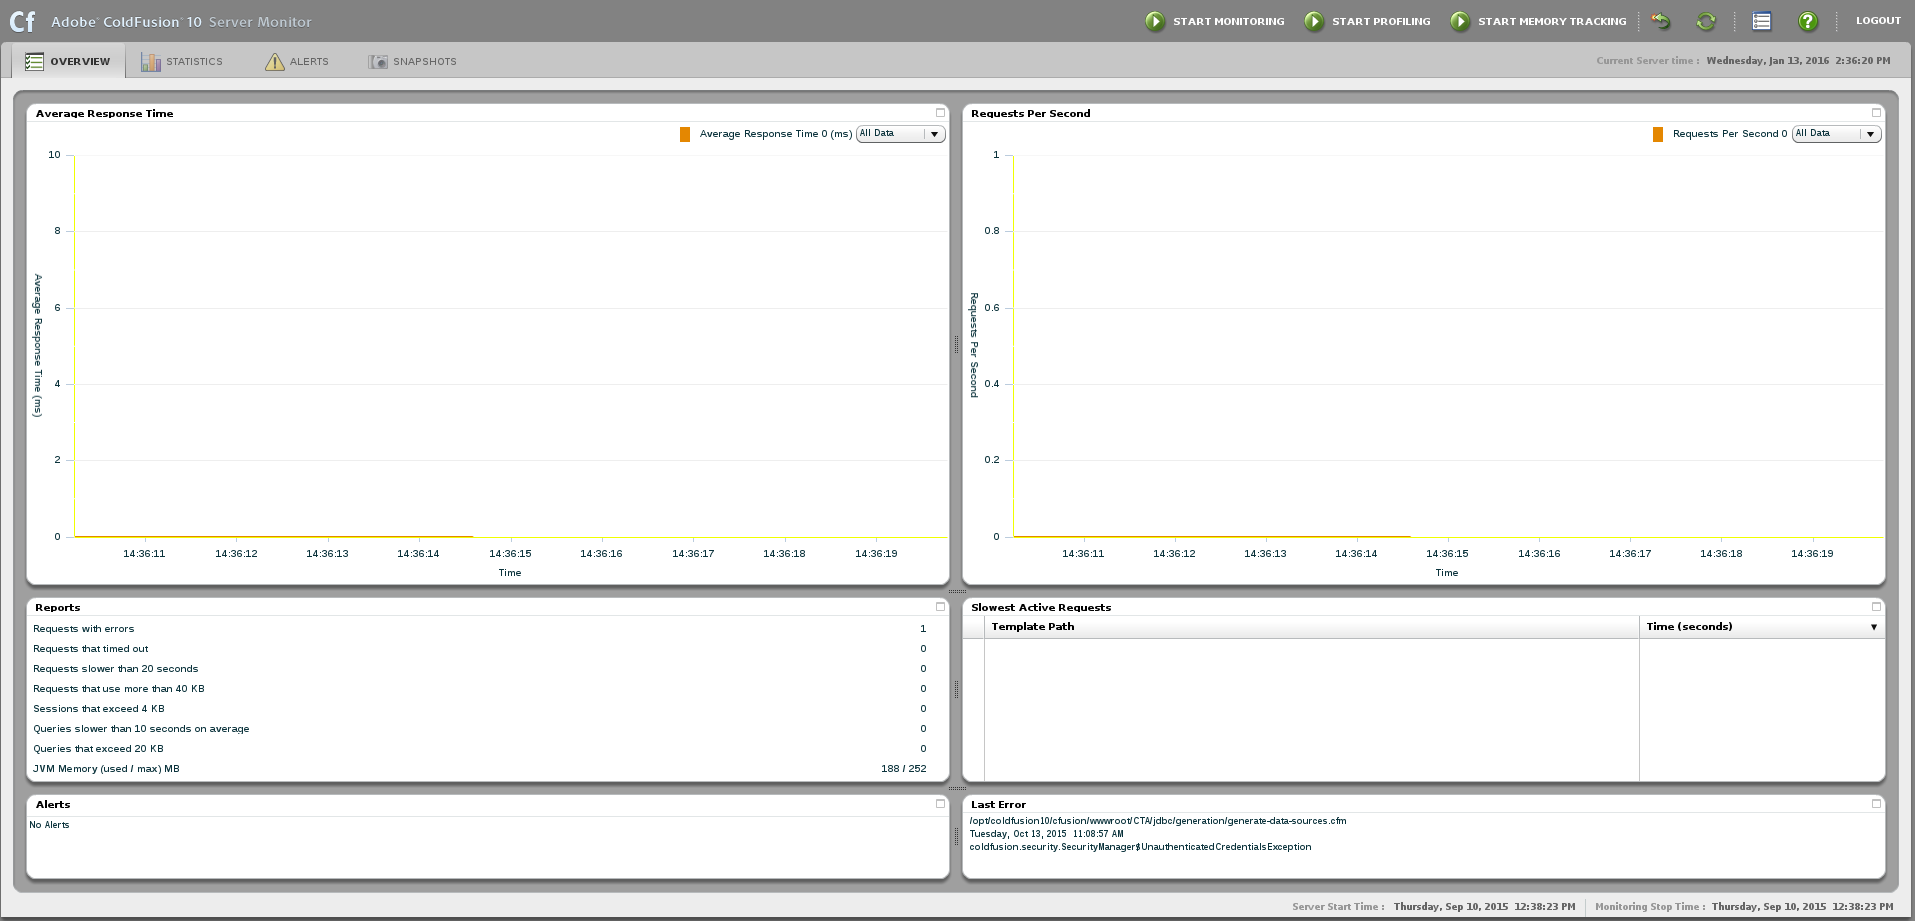 Cf Adobe® ColdFusion® 10 Server Monitor
START MONITORING START PROFILING START MEMORY TRACKING LOGOUT
OVERVIEW STATISTICS ALERTS SNAPSHOTS
Current Server time : Wednesday, Jan 13, 2016 2:36:20 PM
Average Response Time
Average Response Time 0 (ms) All Data
10
8
6
4
2
0
Average Response Time (ms)
14:36:11 14:36:12 14:36:13 14:36:14 14:36:15 14:36:16 14:36:17 14:36:18 14:36:19
Time
Requests Per Second
Requests Per Second 0 All Data
1
0.8
0.6
0.4
0.2
0
Requests Per Second
14:36:11 14:36:12 14:36:13 14:36:14 14:36:15 14:36:16 14:36:17 14:36:18 14:36:19
Time
Reports
Requests with errors 1
Requests that timed out 0
Requests slower than 20 seconds 0
Requests that use more than 40 KB 0
Sessions that exceed 4 KB 0
Queries slower than 10 seconds on average 0
Queries that exceed 20 KB 0
JVM Memory (used / max) MB 188 / 252
Slowest Active Requests
Template Path Time (seconds)
Alerts
No Alerts
Last Error
/opt/coldfusion10/cfusion/wwwroot/CTA/jdbc/generation/generate-data-sources.cfm
Tuesday, Oct 13, 2015 11:08:57 AM
coldfusion.security.SecurityManager$UnauthenticatedCredentialsException
Server Start Time : Thursday, Sep 10, 2015 12:38:23 PM Monitoring Stop Time : Thursday, Sep 10, 2015 12:38:23 PM